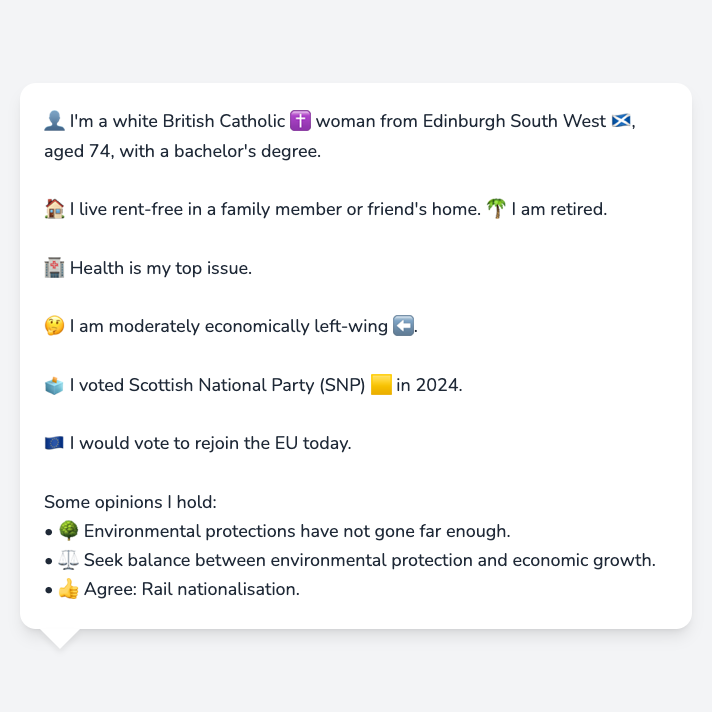 👤 I'm a white British Catholic ✝️ woman from Edinburgh South West 🏴󠁧󠁢󠁳󠁣󠁴󠁿,
aged 74, with a bachelor's degree.
🏠 I live rent-free in a family member or friend's home. 🌴 I am retired.
🏥 Health is my top issue.
🤔 I am moderately economically left-wing ⬅️.
🗳️ I voted Scottish National Party (SNP) 🟨 in 2024.
🇪🇺 I would vote to rejoin the EU today.
Some opinions I hold:
• 🌳 Environmental protections have not gone far enough.
• ⚖️ Seek balance between environmental protection and economic growth.
• 👍 Agree: Rail nationalisation.